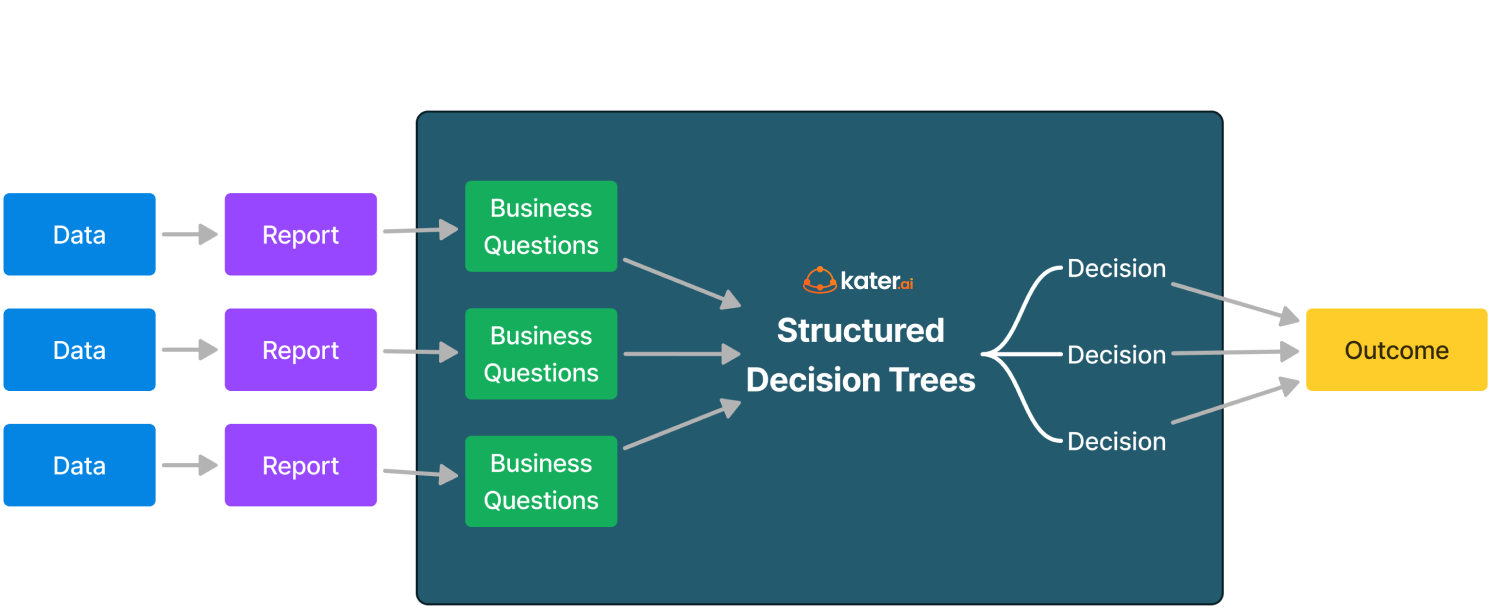 Data
Report
Business
Questions
Data
Report
Business
Questions
Data
Report
Business
Questions
kater.ai
Structured
Decision Trees
Decision
Decision
Decision
Outcome